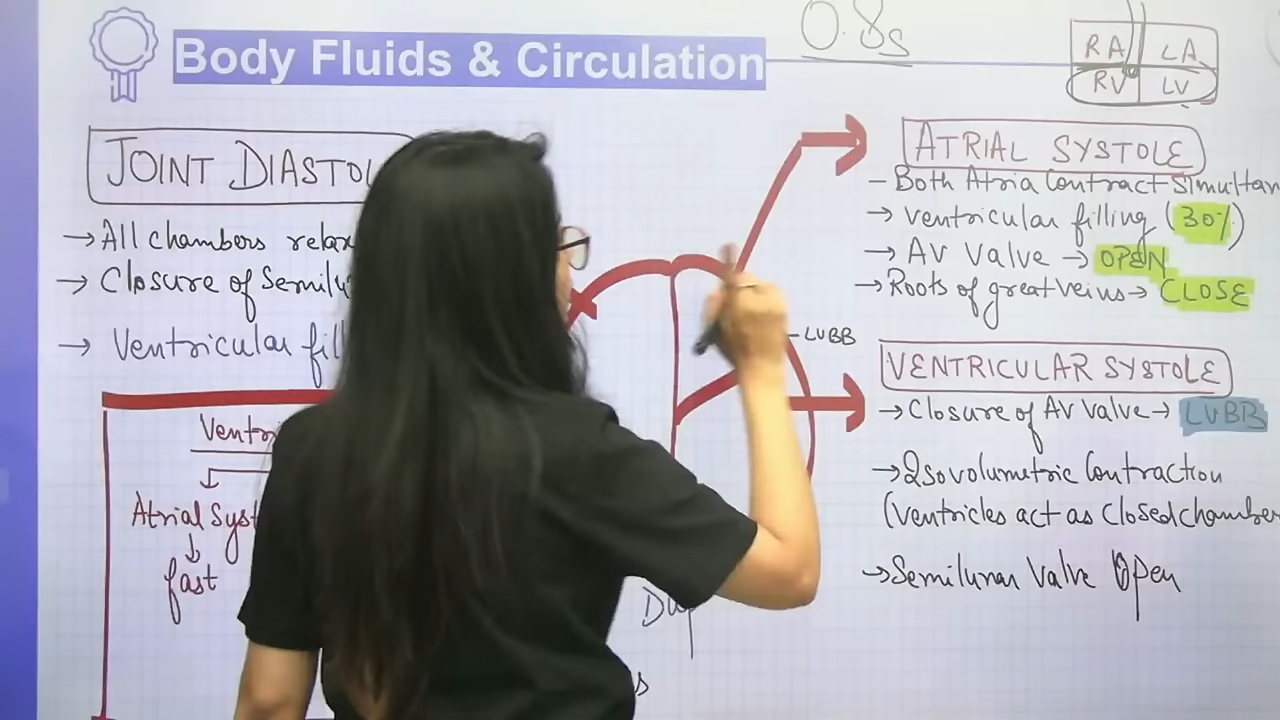 Body Fluids & Circulation
0.8s
RA LA
RV LV
JOINT DIASTOL
→ All chambers relax
→ Closure of Semilu
→ Ventricular fil
Ventr
Atrial Syst
fast
LUBB
ATRIAL SYSTOLE
- Both Atria Contract Simultan
→ Ventricular filling (30%)
→ AV Valve → OPEN
→ Roots of great veins → CLOSE
VENTRICULAR SYSTOLE
→ Closure of AV Valve → LUBB
→ Isovolumetric Contraction
(Ventricles act as Closed chamber
→ Semilunar Valve Open